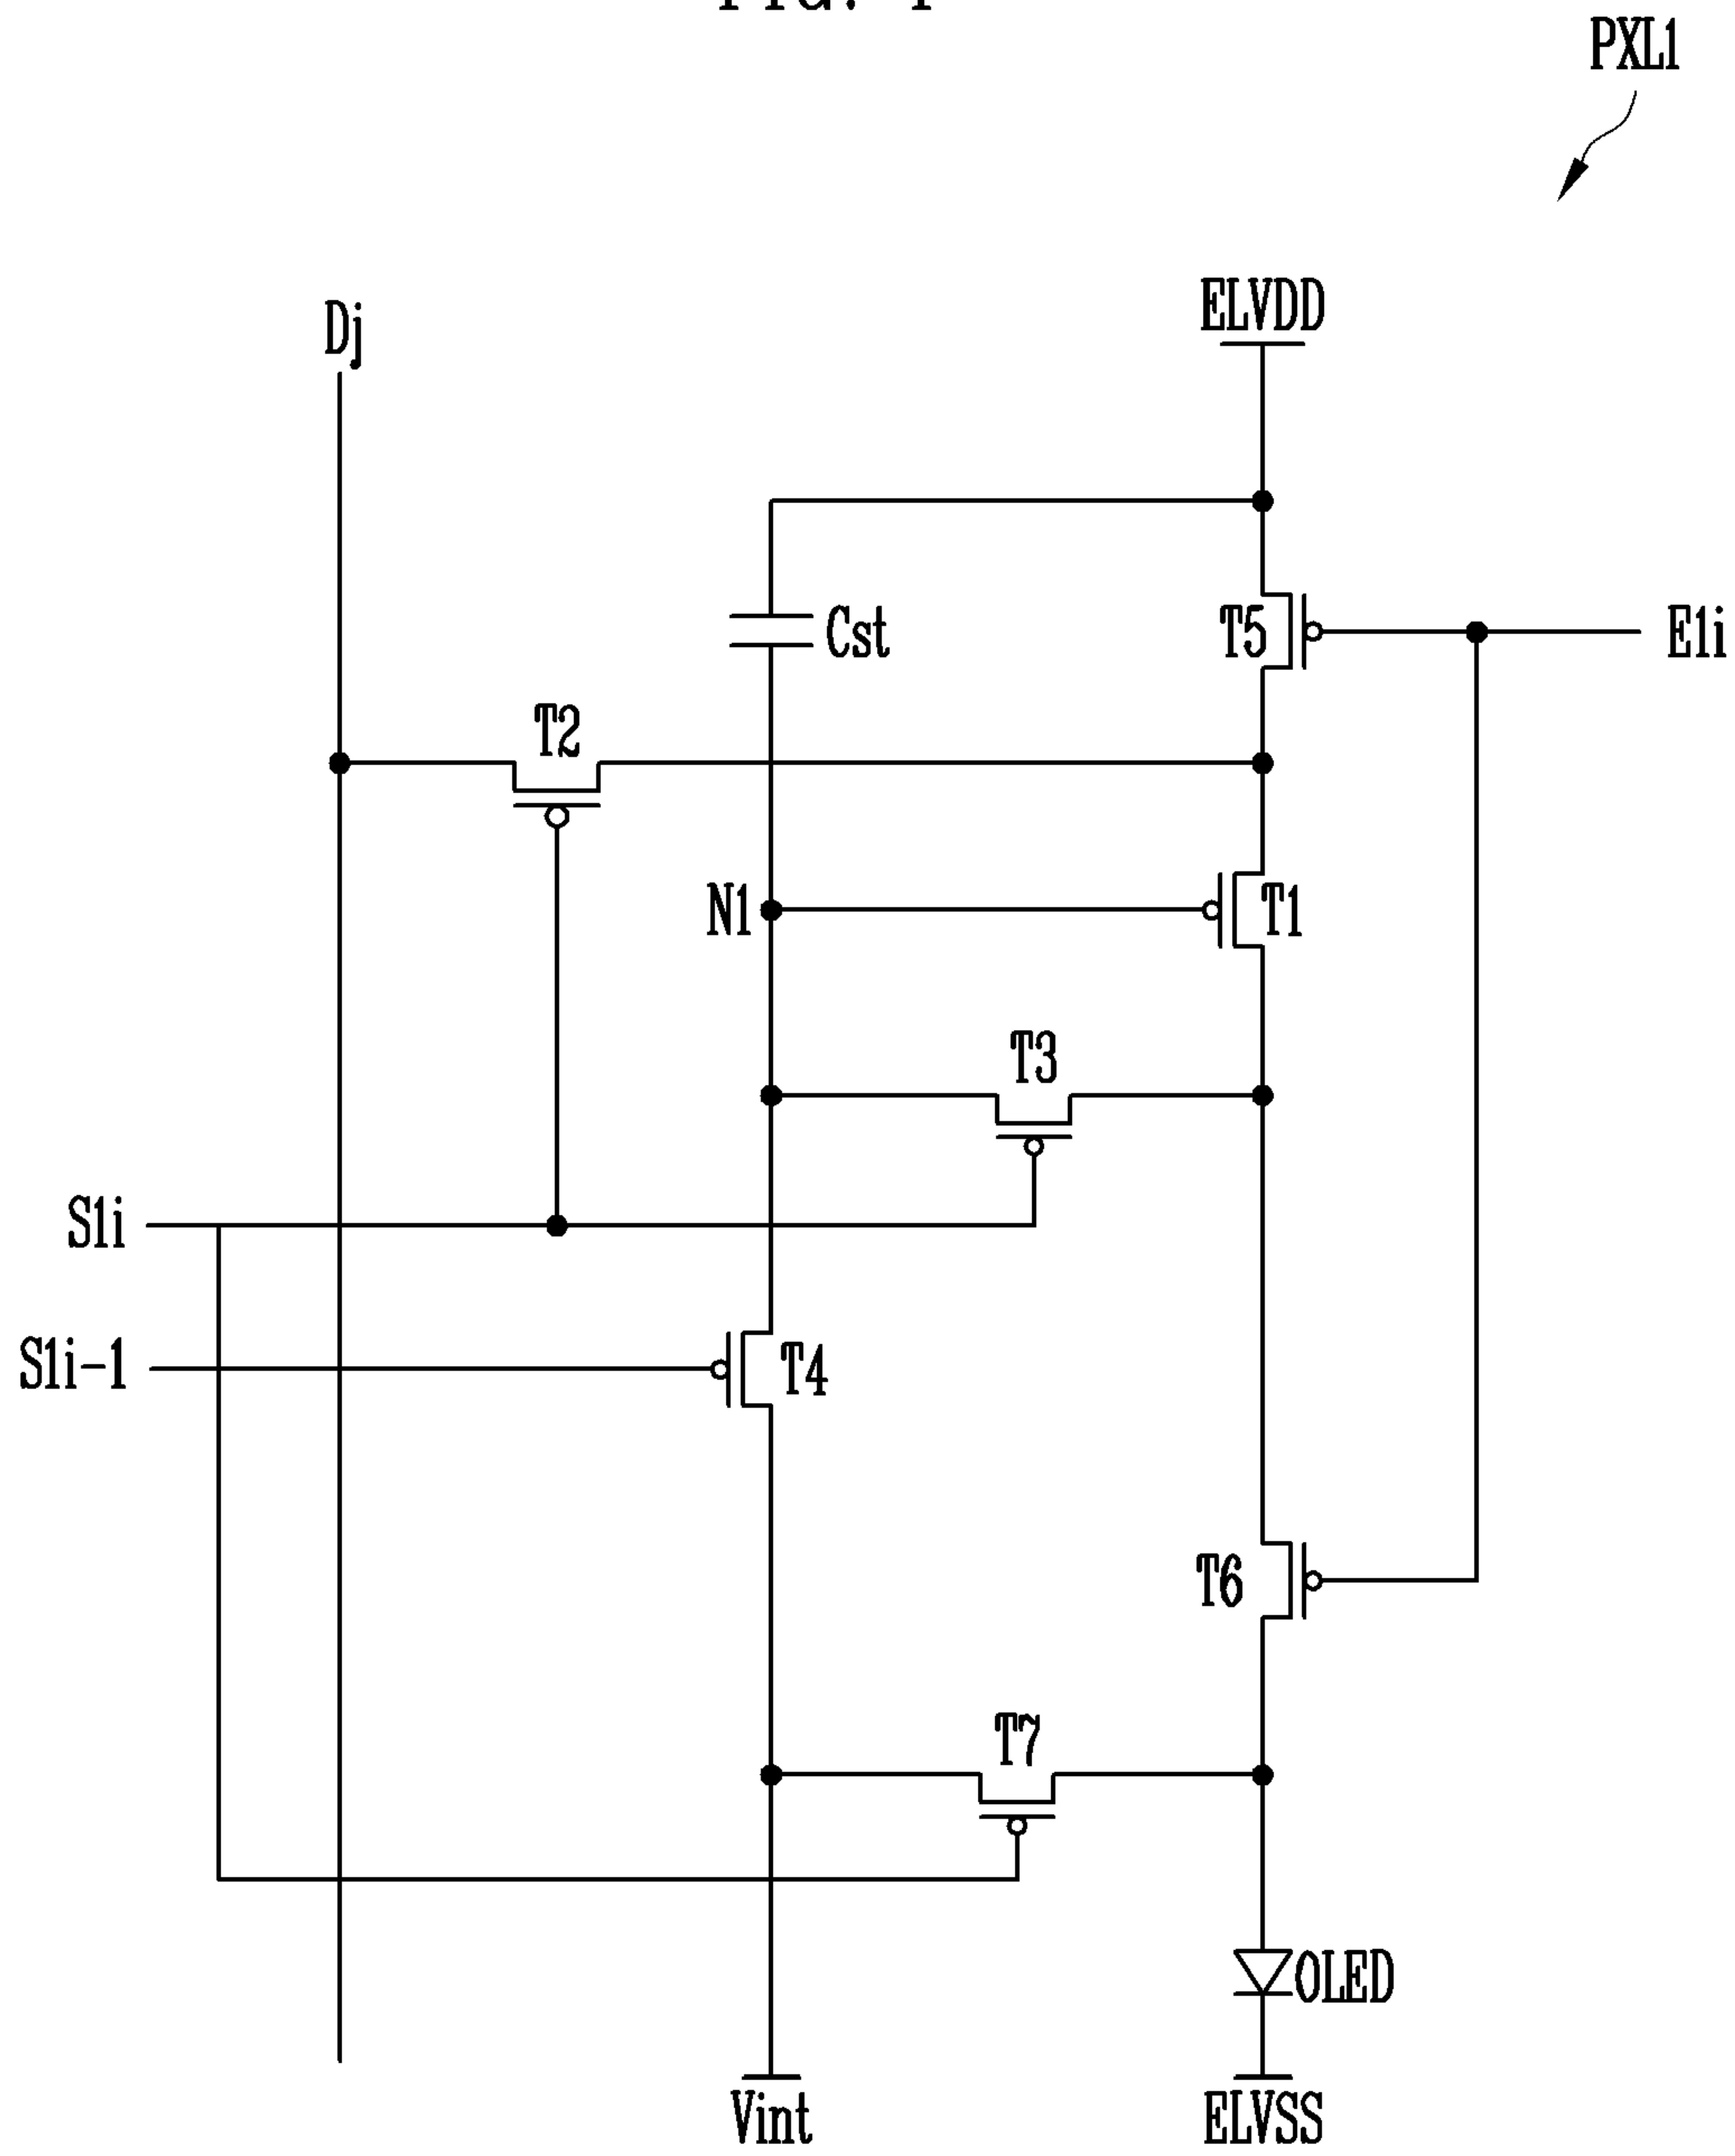 PXL1
ELVDD
Dj
Cst
T5
E1i
T2
N1
T1
T3
S1i
S1i-1
T4
T6
T7
OLED
Vint
ELVSS